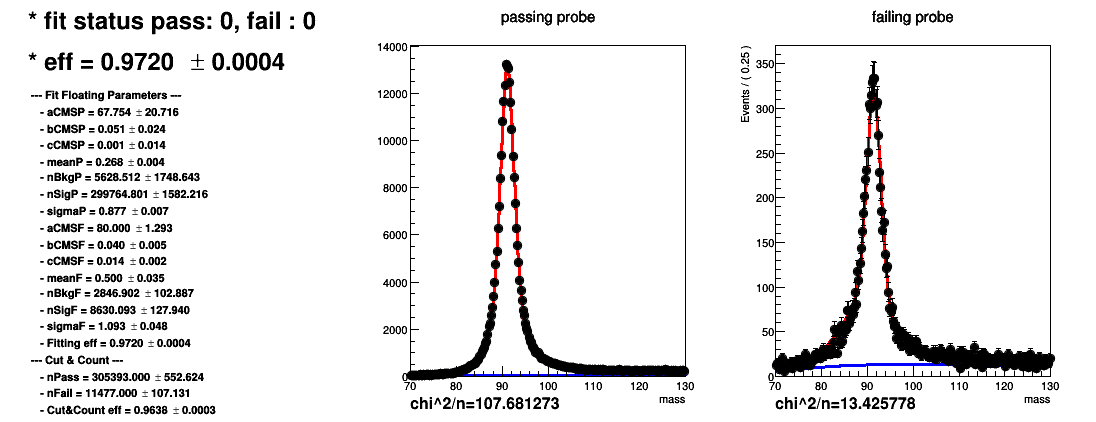 * fit status pass: 0, fail : 0
* eff = 0.9720 ± 0.0004
--- Fit Floating Parameters ---
- aCMSP = 67.754 ± 20.716
- bCMSP = 0.051 ± 0.024
- cCMSP = 0.001 ± 0.014
- meanP = 0.268 ± 0.004
- nBkgP = 5628.512 ± 1748.643
- nSigP = 299764.801 ± 1582.216
- sigmaP = 0.877 ± 0.007
- aCMSF = 80.000 ± 1.293
- bCMSF = 0.040 ± 0.005
- cCMSF = 0.014 ± 0.002
- meanF = 0.500 ± 0.035
- nBkgF = 2846.902 ± 102.887
- nSigF = 8630.093 ± 127.940
- sigmaF = 1.093 ± 0.048
- Fitting eff = 0.9720 ± 0.0004
--- Cut & Count ---
- nPass = 305393.000 ± 552.624
- nFail = 11477.000 ± 107.131
- Cut&Count eff = 0.9638 ± 0.0003
passing probe
14000
12000
10000
8000
6000
4000
2000
0
70 80 90 100 110 120 130
mass
chi^2/n=107.681273
failing probe
Events / ( 0.25 )
350
300
250
200
150
100
50
0
70 80 90 100 110 120 130
mass
chi^2/n=13.425778